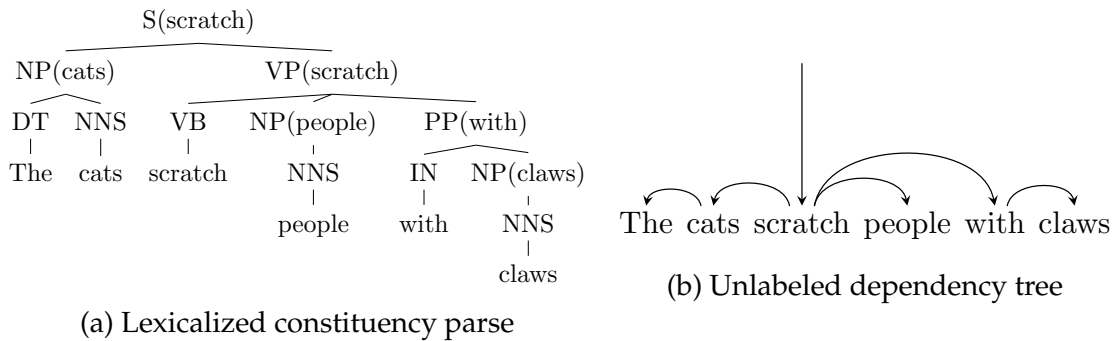 S(scratch)
NP(cats) VP(scratch)
DT NNS VB NP(people) PP(with)
The cats scratch NNS IN NP(claws)
people with NNS
claws
(a) Lexicalized constituency parse
The cats scratch people with claws
(b) Unlabeled dependency tree